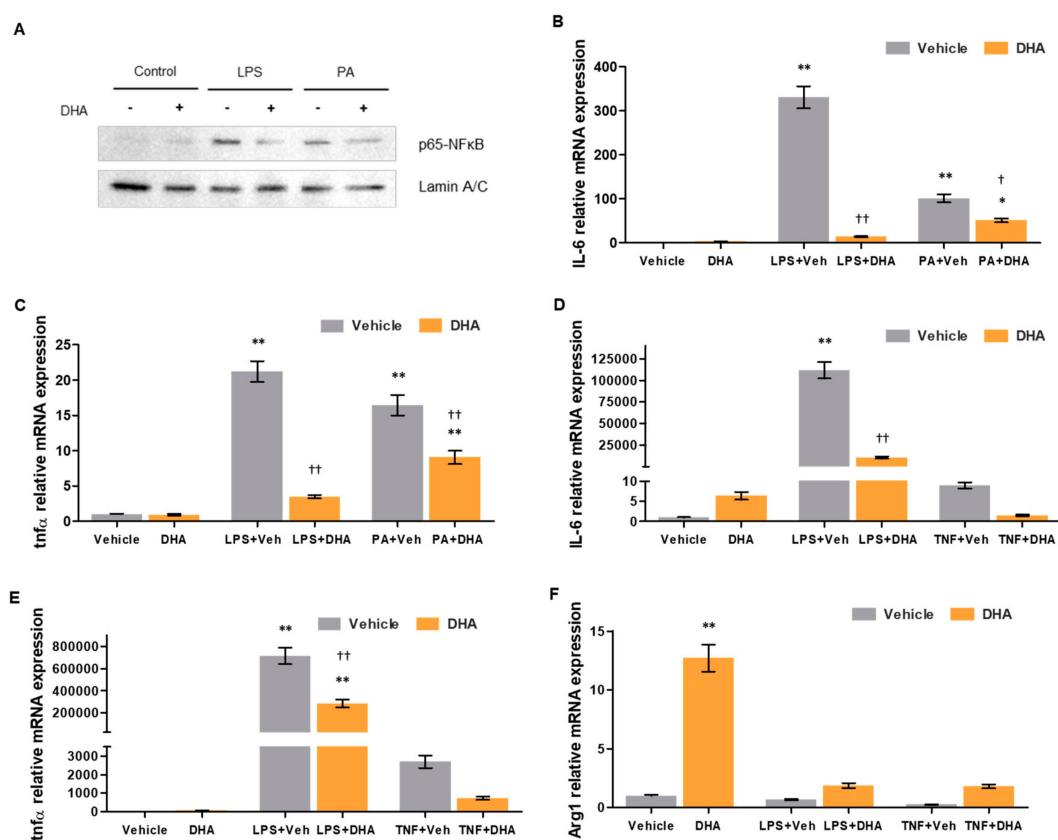 A
Control LPS PA
DHA - + - + - +
p65-NFκB
Lamin A/C
B
Vehicle DHA
IL-6 relative mRNA expression
400
300
200
100
0
**
††
**
†
*
Vehicle DHA LPS+Veh LPS+DHA PA+Veh PA+DHA
C
Vehicle DHA
tnfα relative mRNA expression
25
20
15
10
5
0
**
††
**
††
**
Vehicle DHA LPS+Veh LPS+DHA PA+Veh PA+DHA
D
Vehicle DHA
IL-6 relative mRNA expression
125000
100000
75000
50000
25000
10
5
0
**
††
Vehicle DHA LPS+Veh LPS+DHA TNF+Veh TNF+DHA
E
Vehicle DHA
tnfα relative mRNA expression
800000
600000
400000
200000
3000
2000
1000
0
**
††
**
Vehicle DHA LPS+Veh LPS+DHA TNF+Veh TNF+DHA
F
Vehicle DHA
Arg1 relative mRNA expression
15
10
5
0
**
Vehicle DHA LPS+Veh LPS+DHA TNF+Veh TNF+DHA